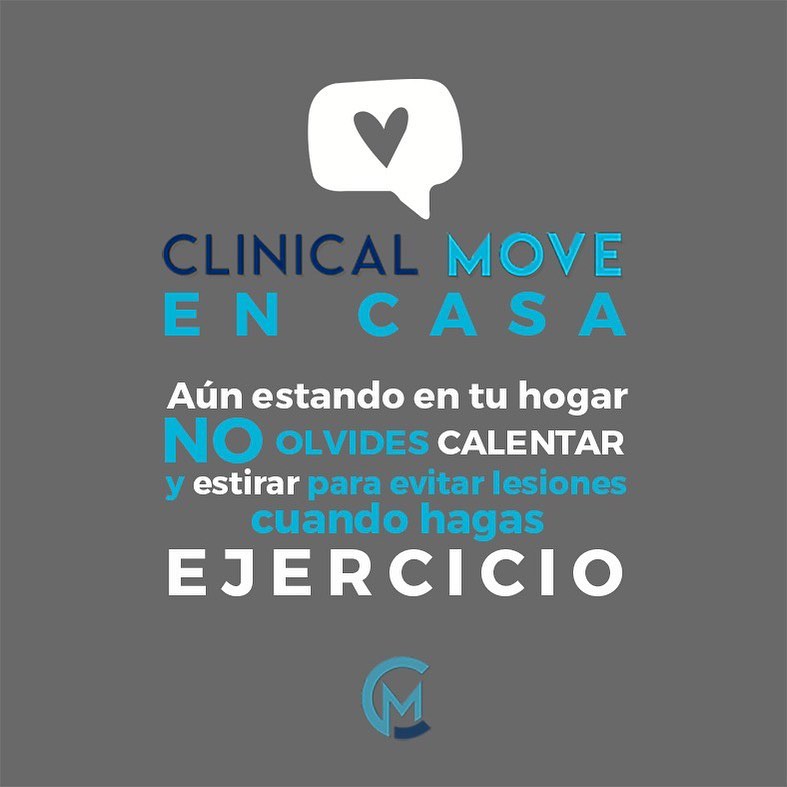 CLINICAL MOVE
EN CASA
Aún estando en tu hogar
NO OLVIDES CALENTAR
y estirar para evitar lesiones
cuando hagas
EJERCICIO
CM